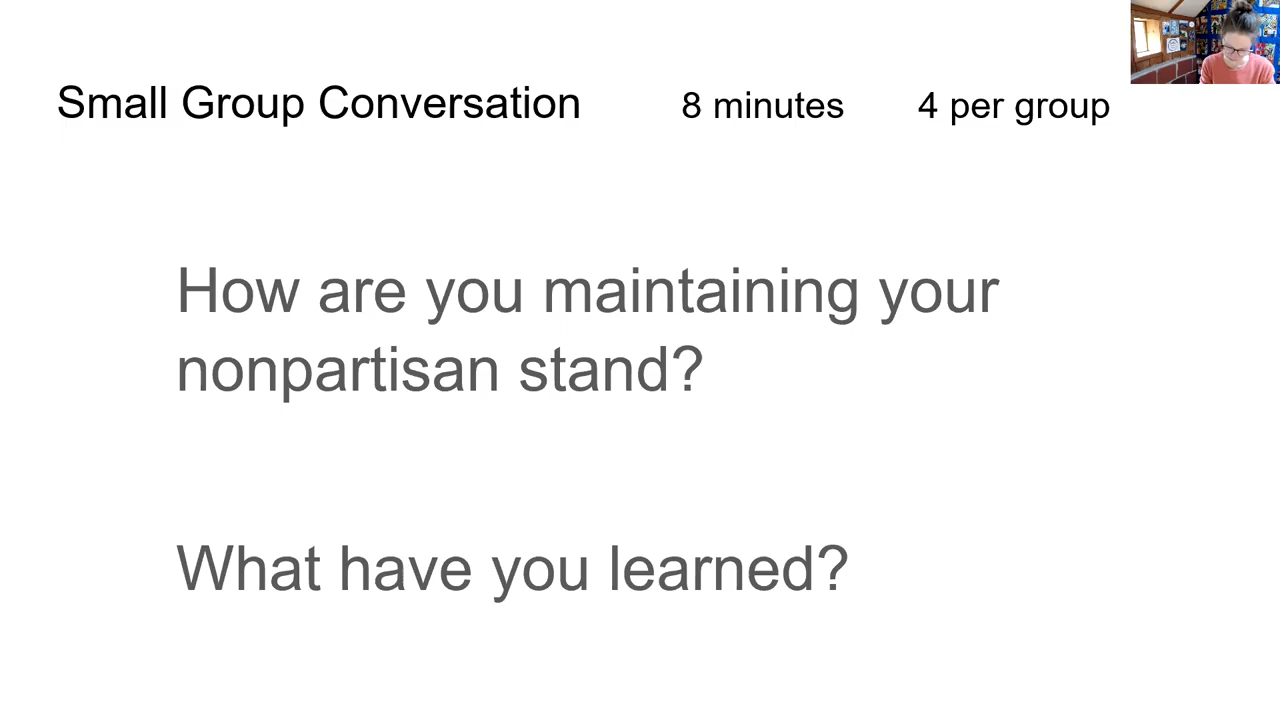 Small Group Conversation 8 minutes 4 per group
How are you maintaining your
nonpartisan stand?
What have you learned?